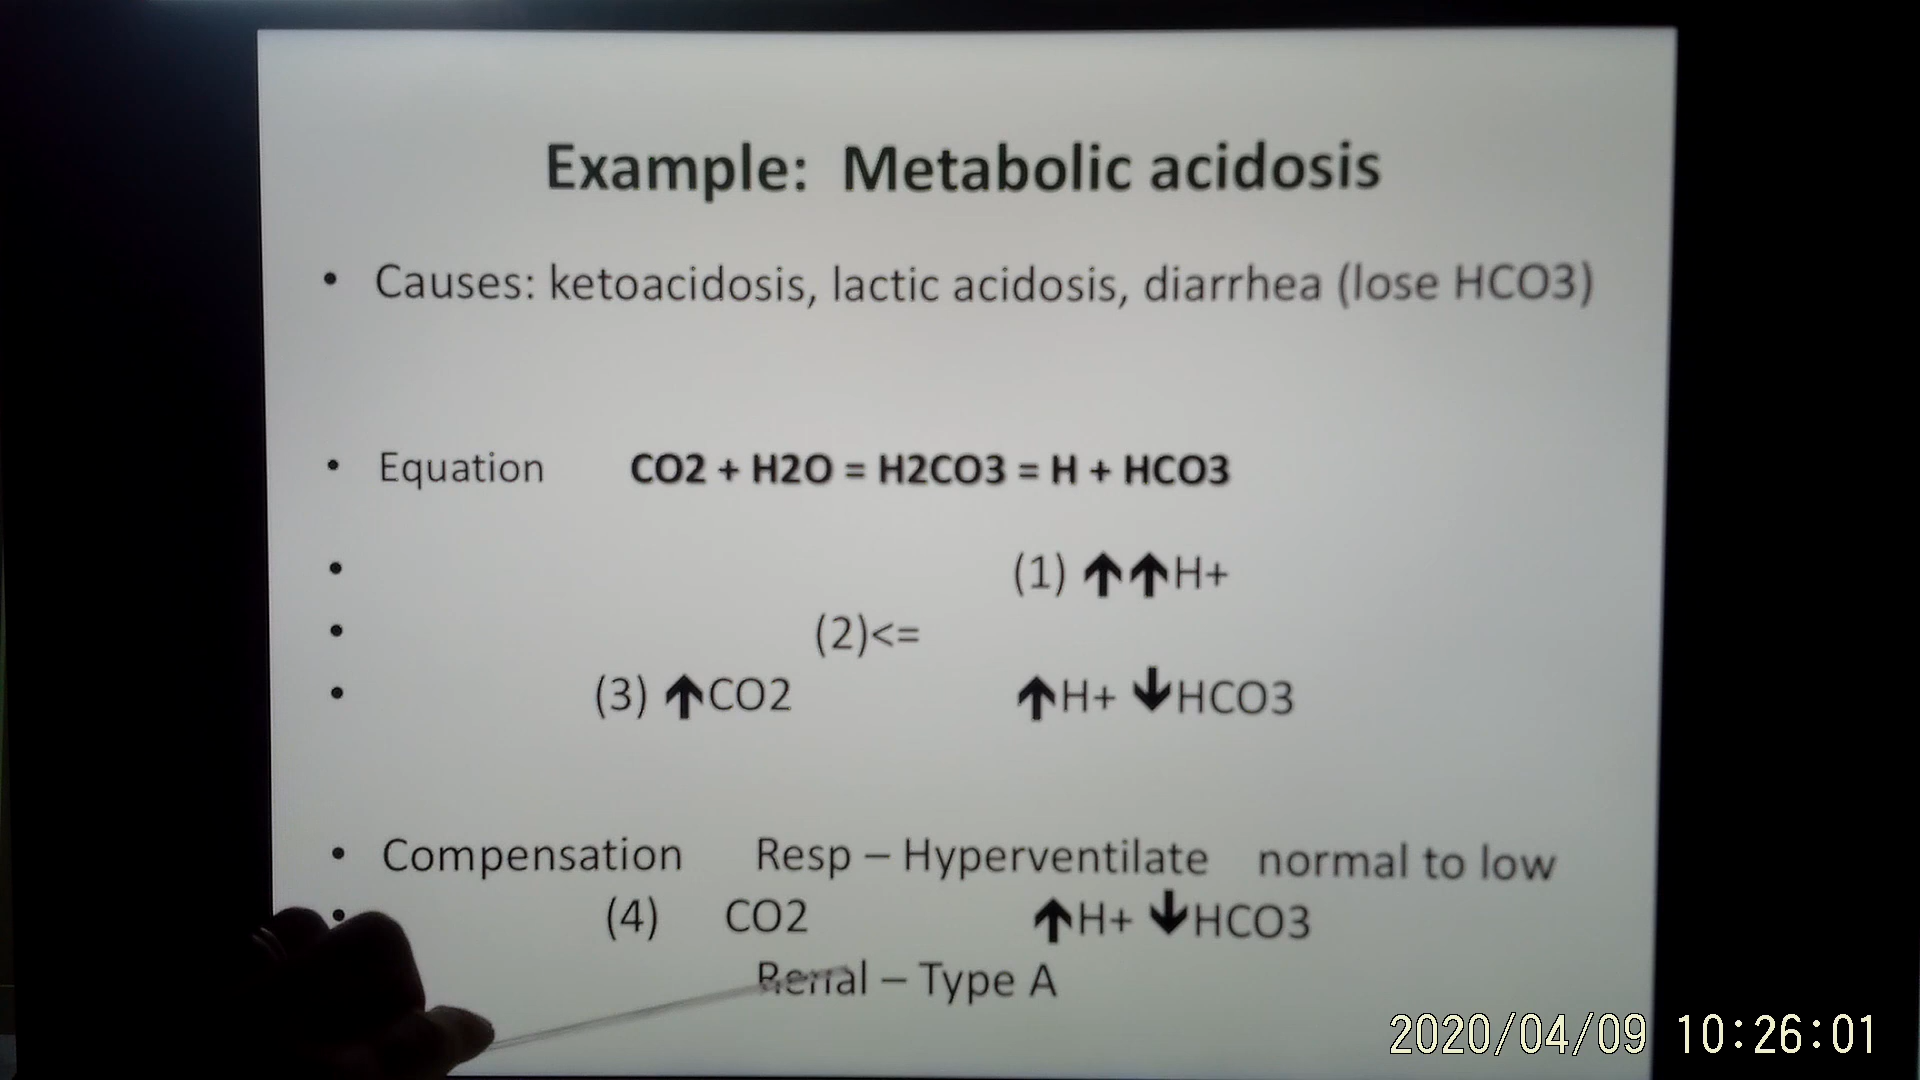 Example: Metabolic acidosis
• Causes: ketoacidosis, lactic acidosis, diarrhea (lose HCO3)
• Equation CO2 + H2O = H2CO3 = H + HCO3
• (1) ↑↑H+
• (2)<=
• (3) ↑CO2 ↑H+ ↓HCO3
• Compensation Resp – Hyperventilate normal to low
• (4) CO2 ↑H+ ↓HCO3
Renal – Type A
2020/04/09 10:26:01